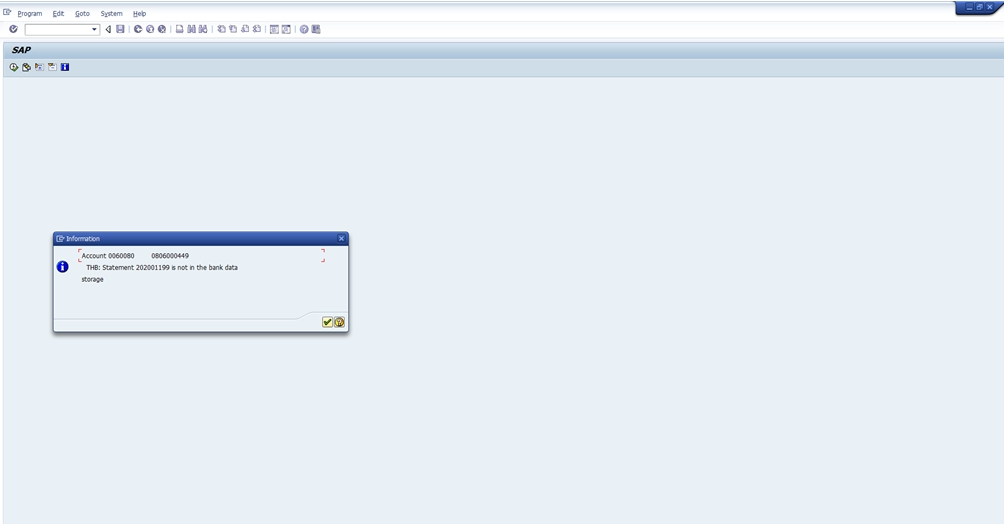 Program Edit Goto System Help
SAP
Information
Account 0060080 0806000449
THB: Statement 202001199 is not in the bank data
storage